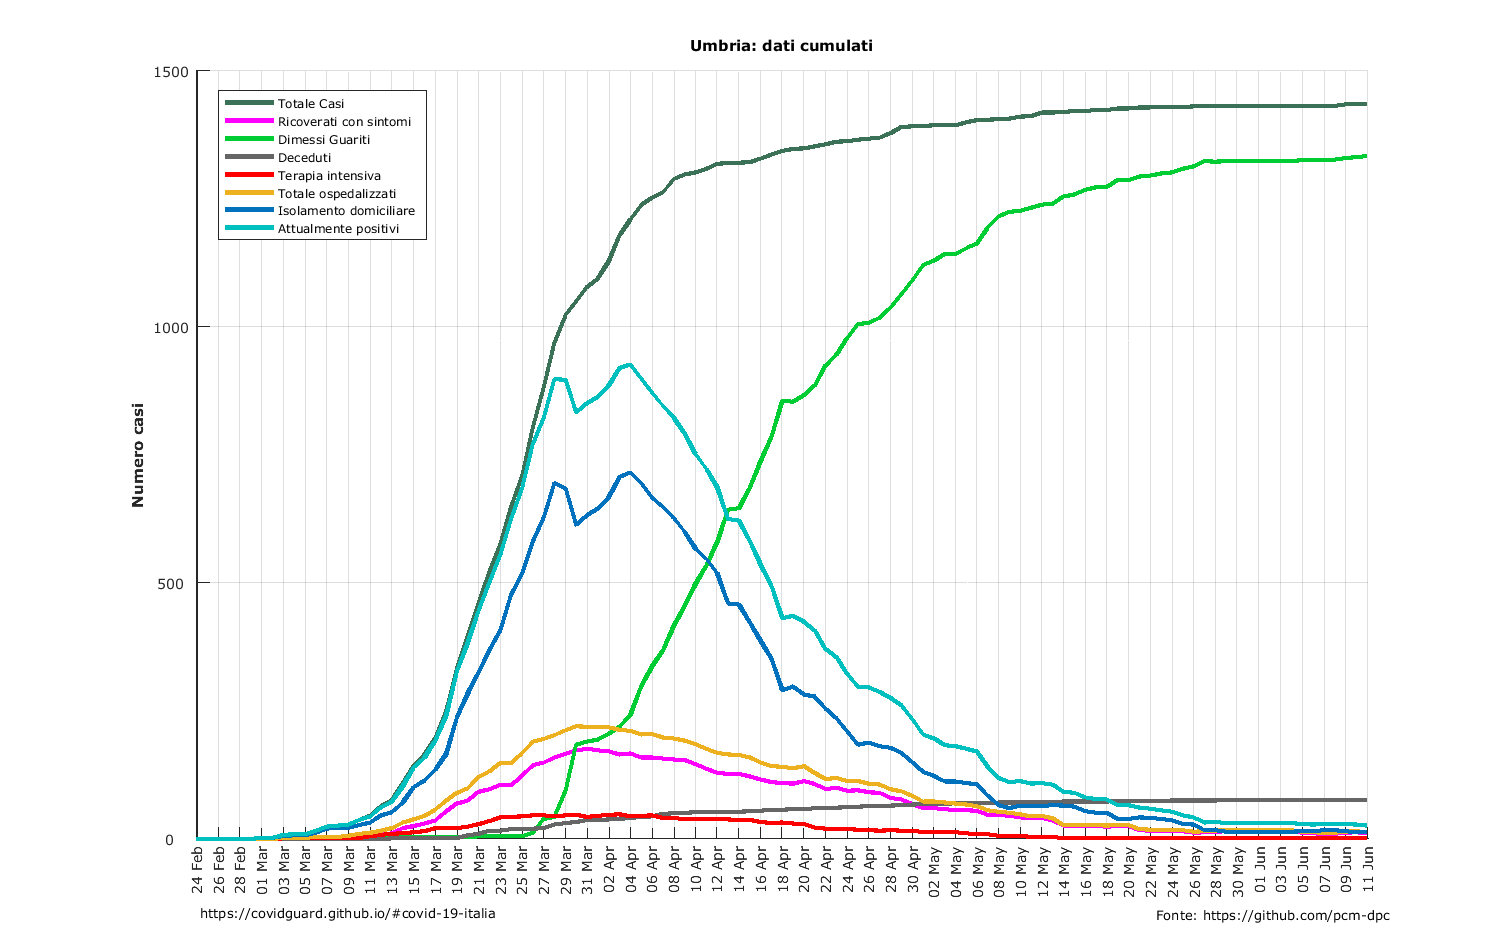 Umbria: dati cumulati
Numero casi
1500
1000
500
0
Totale Casi
Ricoverati con sintomi
Dimessi Guariti
Deceduti
Terapia intensiva
Totale ospedalizzati
Isolamento domiciliare
Attualmente positivi
24 Feb
26 Feb
28 Feb
01 Mar
03 Mar
05 Mar
07 Mar
09 Mar
11 Mar
13 Mar
15 Mar
17 Mar
19 Mar
21 Mar
23 Mar
25 Mar
27 Mar
29 Mar
31 Mar
02 Apr
04 Apr
06 Apr
08 Apr
10 Apr
12 Apr
14 Apr
16 Apr
18 Apr
20 Apr
22 Apr
24 Apr
26 Apr
28 Apr
30 Apr
02 May
04 May
06 May
08 May
10 May
12 May
14 May
16 May
18 May
20 May
22 May
24 May
26 May
28 May
30 May
01 Jun
03 Jun
05 Jun
07 Jun
09 Jun
11 Jun
https://covidguard.github.io/#covid-19-italia
Fonte: https://github.com/pcm-dpc